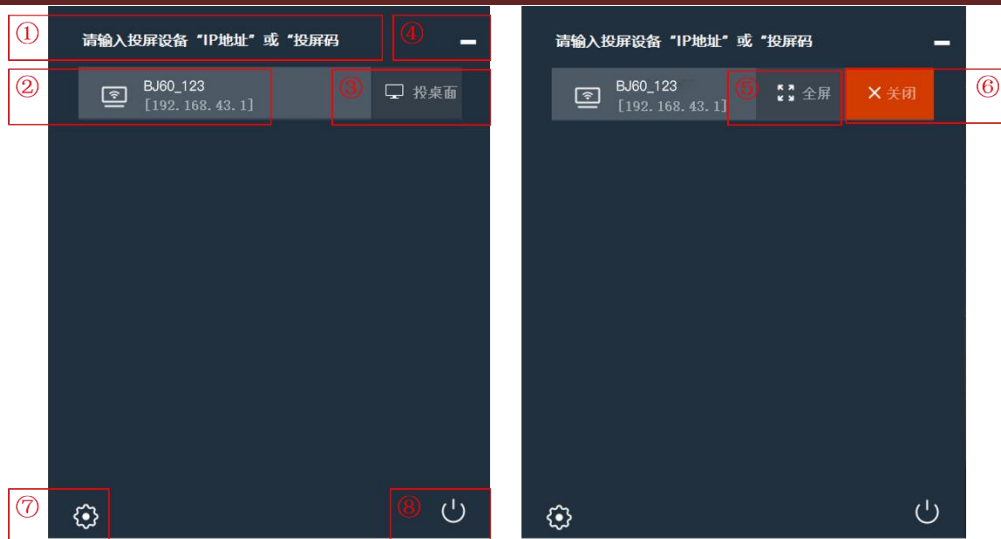 ① 请输入投屏设备“IP地址”或“投屏码 ④
② BJ60_123 ③ 投桌面
[192.168.43.1]
⑦ ⑧
请输入投屏设备“IP地址”或“投屏码
BJ60_123 ⑤ 全屏 关闭 ⑥
[192.168.43.1]